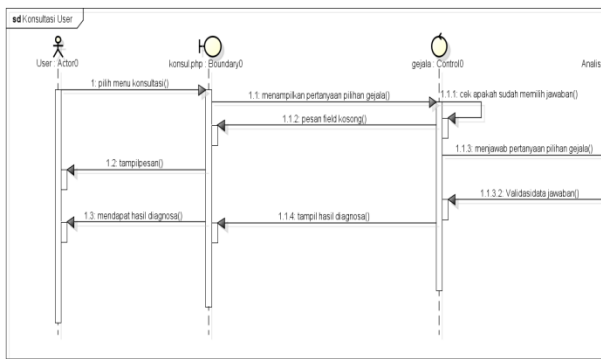 sd Konsultasi User
User : Actor0
konsul.php : Boundary0
gejala : Control0
Analis
1: pilih menu konsultasi()
1.1: menampilkan pertanyaan pilihan gejala()
1.1.1: cek apakah sudah memilih jawaban()
1.1.2: pesan field kosong()
1.1.3: menjawab pertanyaan pilihan gejala()
1.2: tampilpesan()
1.1.3.2: Validasidata jawaban()
1.3: mendapat hasil diagnosa()
1.1.4: tampil hasil diagnosa()